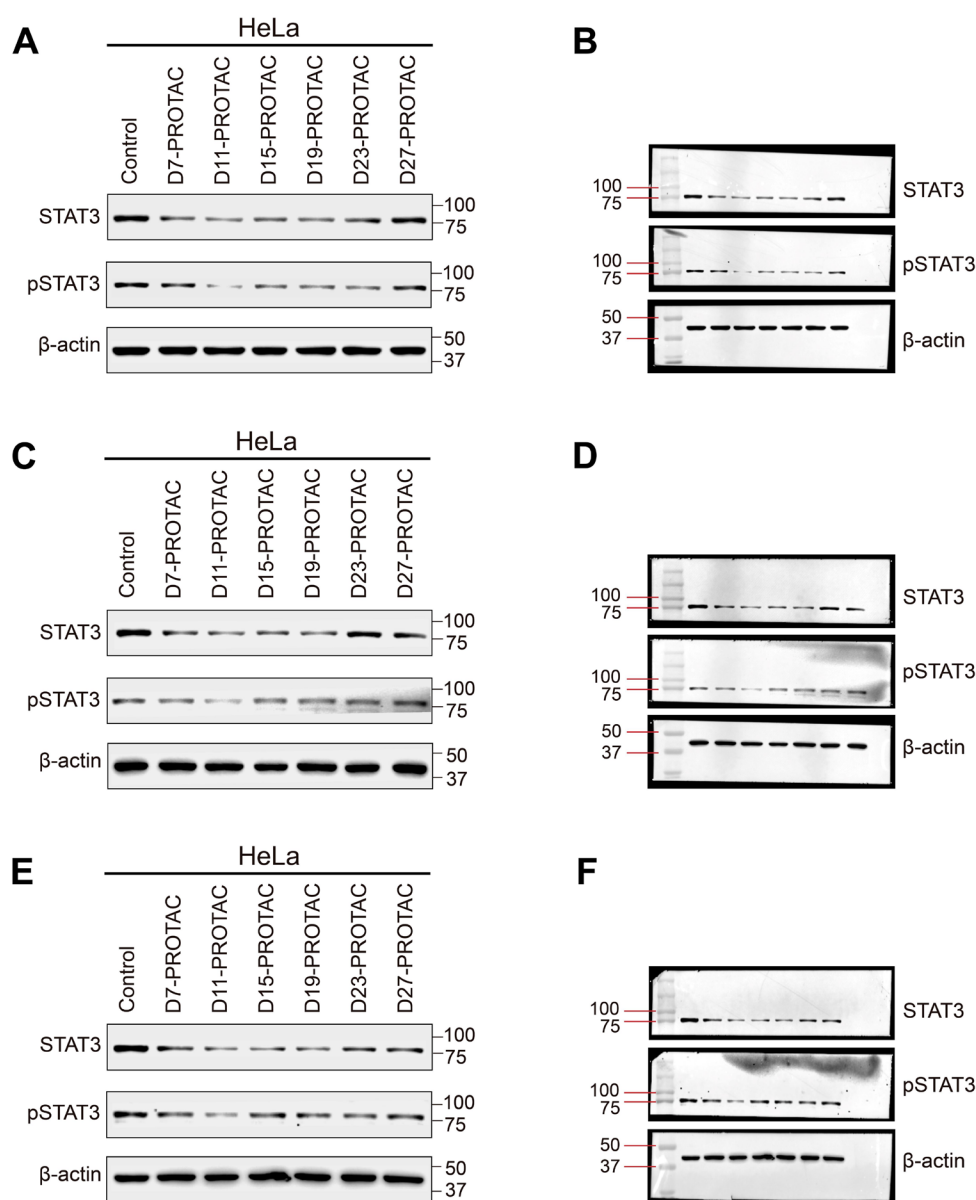 A
HeLa
Control
D7-PROTAC
D11-PROTAC
D15-PROTAC
D19-PROTAC
D23-PROTAC
D27-PROTAC
STAT3
100
75
pSTAT3
100
75
β-actin
50
37
B
100
75
STAT3
100
75
pSTAT3
50
37
β-actin
C
HeLa
Control
D7-PROTAC
D11-PROTAC
D15-PROTAC
D19-PROTAC
D23-PROTAC
D27-PROTAC
STAT3
100
75
pSTAT3
100
75
β-actin
50
37
D
100
75
STAT3
100
75
pSTAT3
50
37
β-actin
E
HeLa
Control
D7-PROTAC
D11-PROTAC
D15-PROTAC
D19-PROTAC
D23-PROTAC
D27-PROTAC
STAT3
100
75
pSTAT3
100
75
β-actin
50
37
F
100
75
STAT3
100
75
pSTAT3
50
37
β-actin